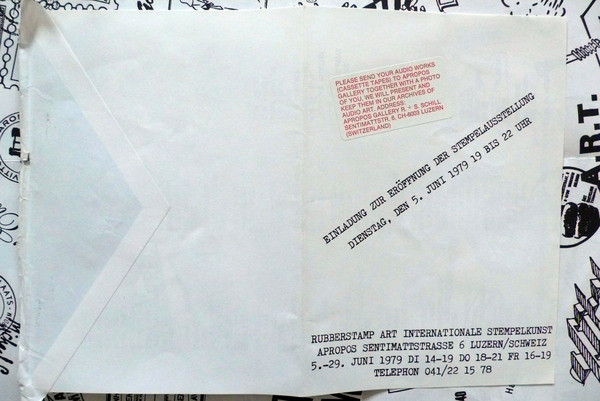 PLEASE SEND YOUR AUDIO WORKS
(CASSETTE TAPES) TO APROPOS
GALLERY TOGETHER WITH A PHOTO
OF YOU. WE WILL PRESENT AND
KEEP THEM IN OUR ARCHIVES OF
AUDIO ART. ADDRESS:
APROPOS GALLERY R. + S. SCHILL
SENTIMATTSTR. 6, CH-6003 LUZERN
(SWITZERLAND)
EINLADUNG ZUR ERÖFFNUNG DER STEMPELAUSSTELLUNG
DIENSTAG, DEN 5. JUNI 1979 19 BIS 22 UHR
RUBBERSTAMP ART INTERNATIONALE STEMPELKUNST
APROPOS SENTIMATTSTRASSE 6 LUZERN/SCHWEIZ
5.-29. JUNI 1979 DI 14-19 DO 18-21 FR 16-19
TELEPHON 041/22 15 78
A.R.T.